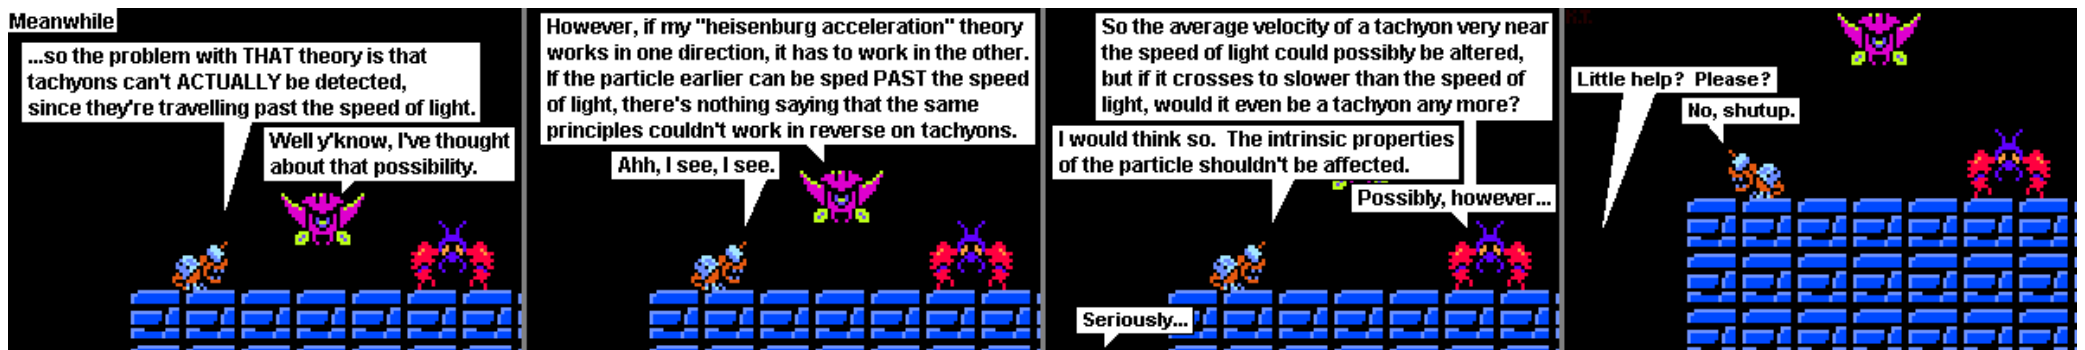 Meanwhile
...so the problem with THAT theory is that
tachyons can't ACTUALLY be detected,
since they're travelling past the speed of light.
Well y'know, I've thought
about that possibility.
However, if my "heisenburg acceleration" theory
works in one direction, it has to work in the other.
If the particle earlier can be sped PAST the speed
of light, there's nothing saying that the same
principles couldn't work in reverse on tachyons.
Ahh, I see, I see.
So the average velocity of a tachyon very near
the speed of light could possibly be altered,
but if it crosses to slower than the speed of
light, would it even be a tachyon any more?
I would think so.  The intrinsic properties
of the particle shouldn't be affected.
Possibly, however...
Seriously...
Little help?  Please?
No, shutup.